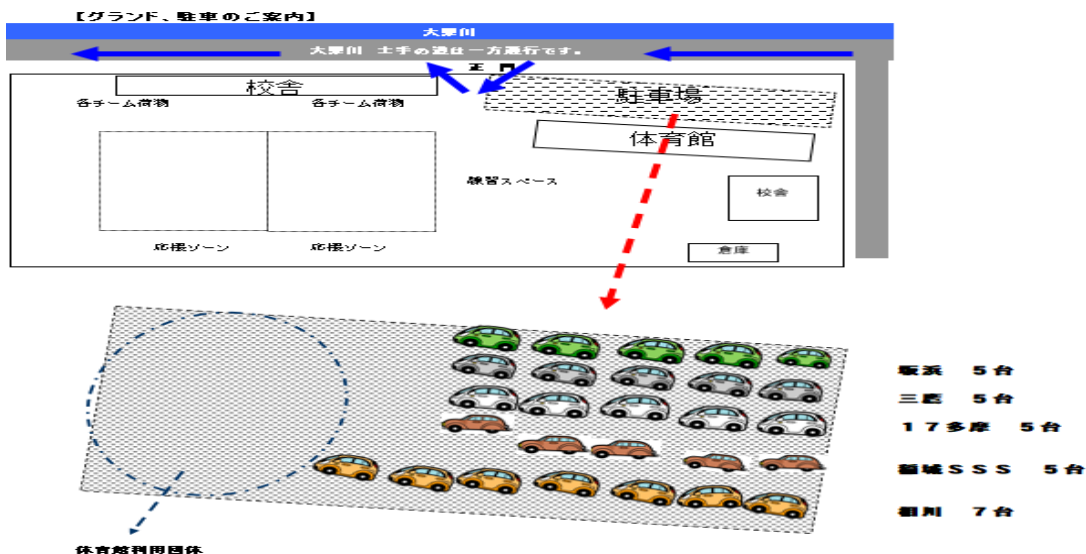 【グランド、駐車のご案内】
大栗川
大栗川 土手の道は一方通行です。
正 門
校舎
駐車場
各チーム荷物
各チーム荷物
体育館
練習スペース
校舎
応援ゾーン
応援ゾーン
倉庫
坂浜 5台
三鷹 5台
17多摩 5台
稲城SSS 5台
相川 7台
体育館利用団体